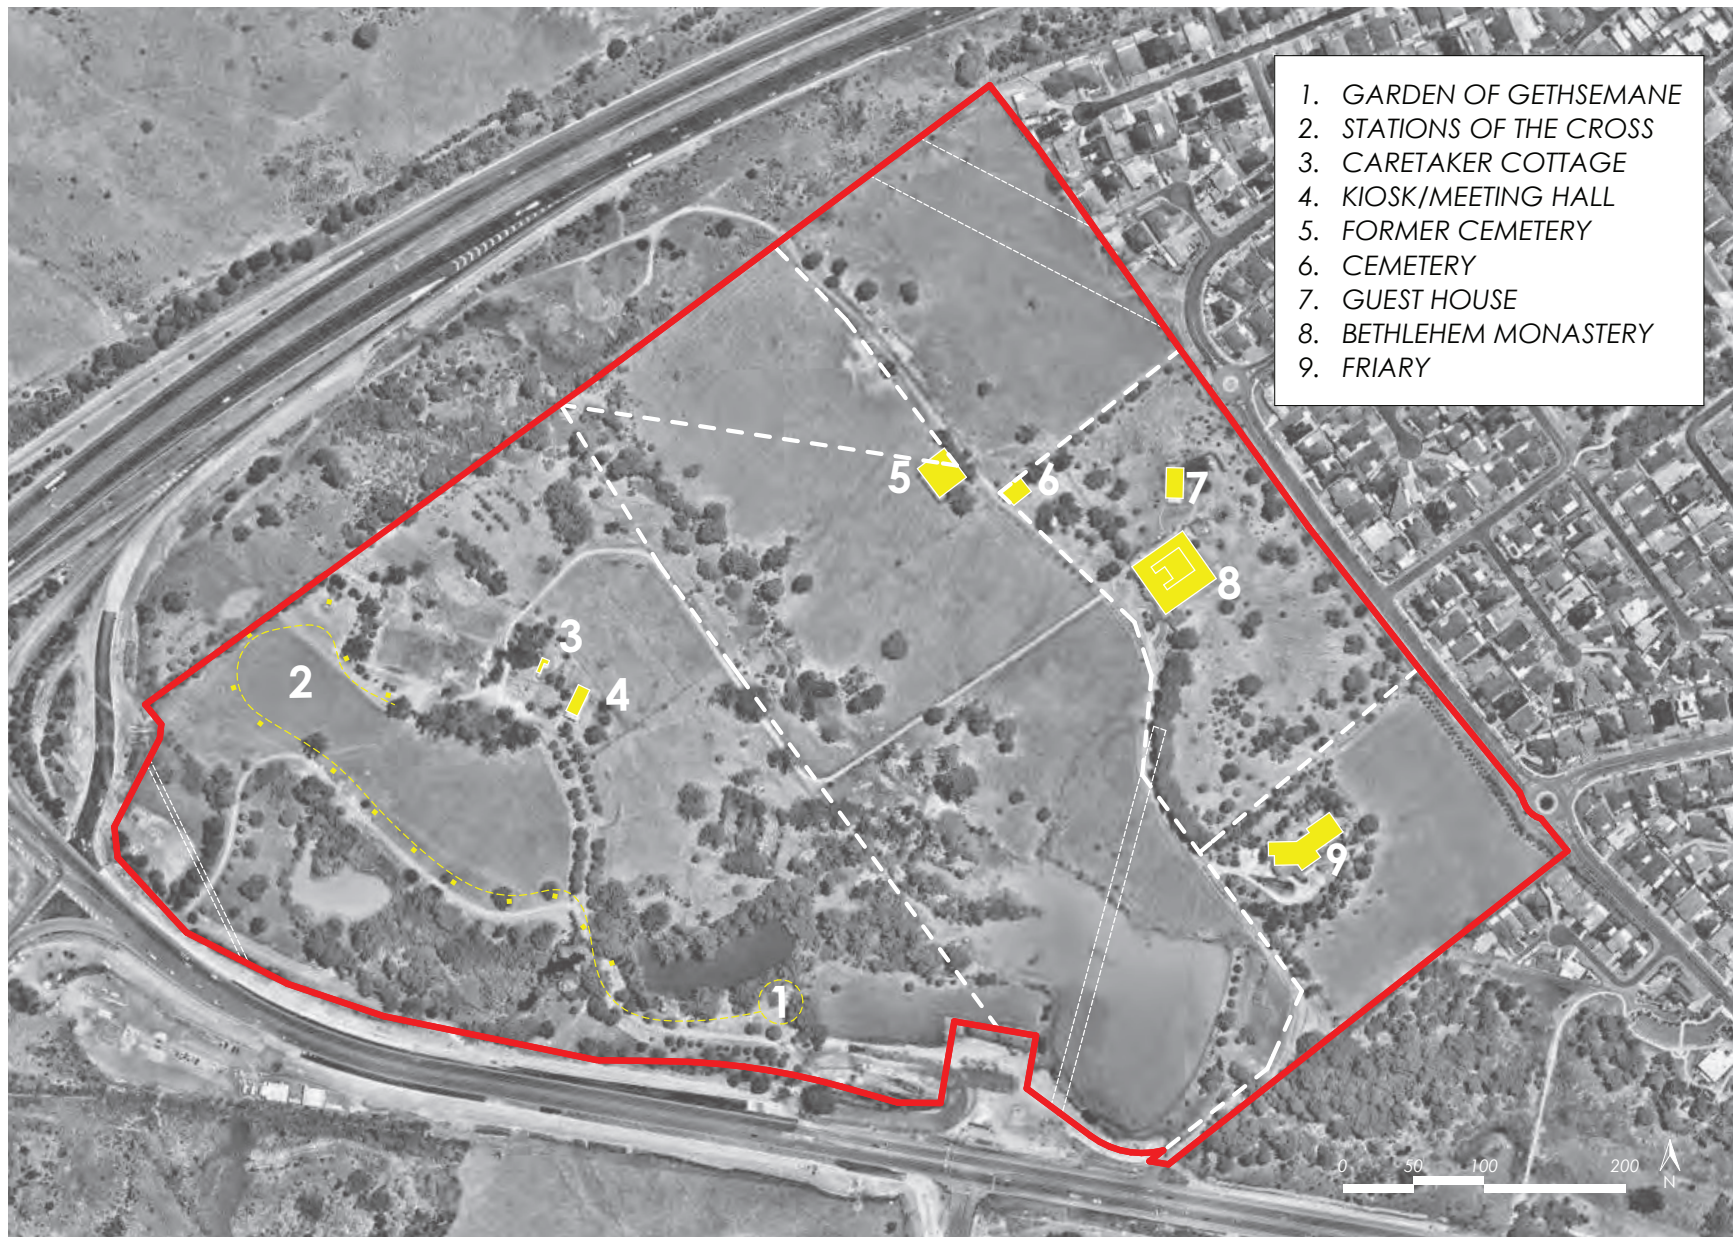 1. GARDEN OF GETHSEMANE
2. STATIONS OF THE CROSS
3. CARETAKER COTTAGE
4. KIOSK/MEETING HALL
5. FORMER CEMETERY
6. CEMETERY
7. GUEST HOUSE
8. BETHLEHEM MONASTERY
9. FRIARY
5
6
7
8
3
2
4
9
1
0 50 100 200
N